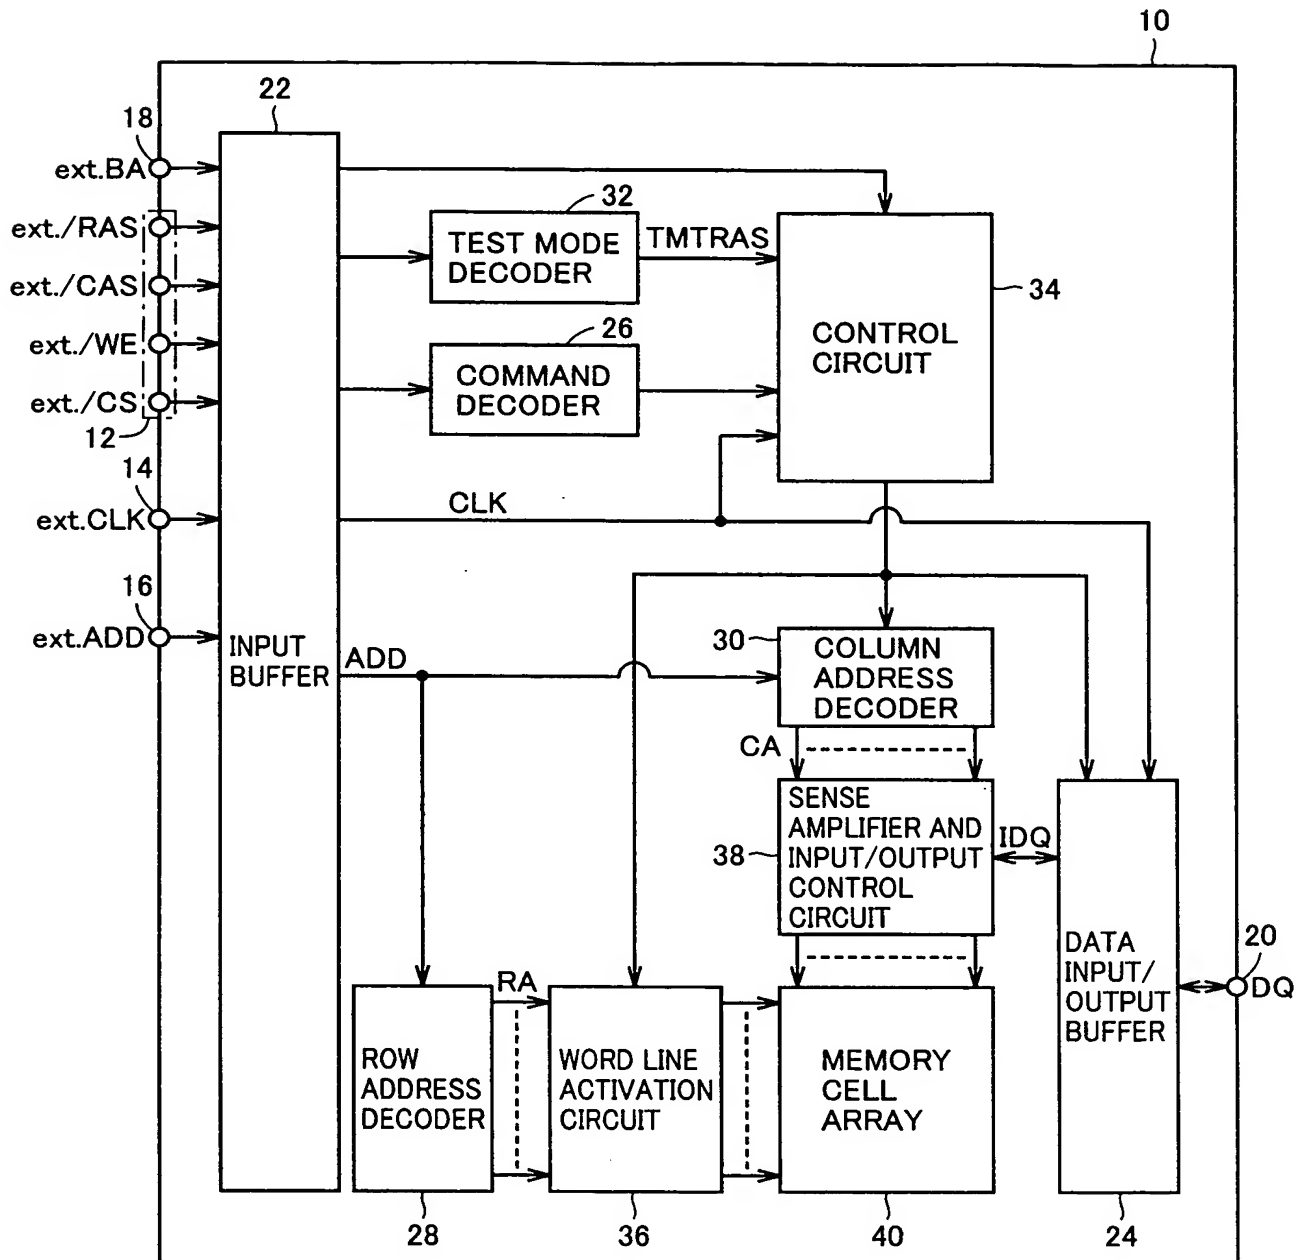 10
22
18
ext.BA
ext./RAS
ext./CAS
ext./WE
ext./CS
12
14
ext.CLK
16
ext.ADD
INPUT
BUFFER
32
TEST MODE
DECODER
TMTRAS
26
COMMAND
DECODER
CONTROL
CIRCUIT
34
CLK
ADD
30
COLUMN
ADDRESS
DECODER
CA
SENSE
AMPLIFIER AND
INPUT/OUTPUT
CONTROL
CIRCUIT
38
IDQ
DATA
INPUT/
OUTPUT
BUFFER
20
DQ
RA
ROW
ADDRESS
DECODER
WORD LINE
ACTIVATION
CIRCUIT
MEMORY
CELL
ARRAY
28
36
40
24